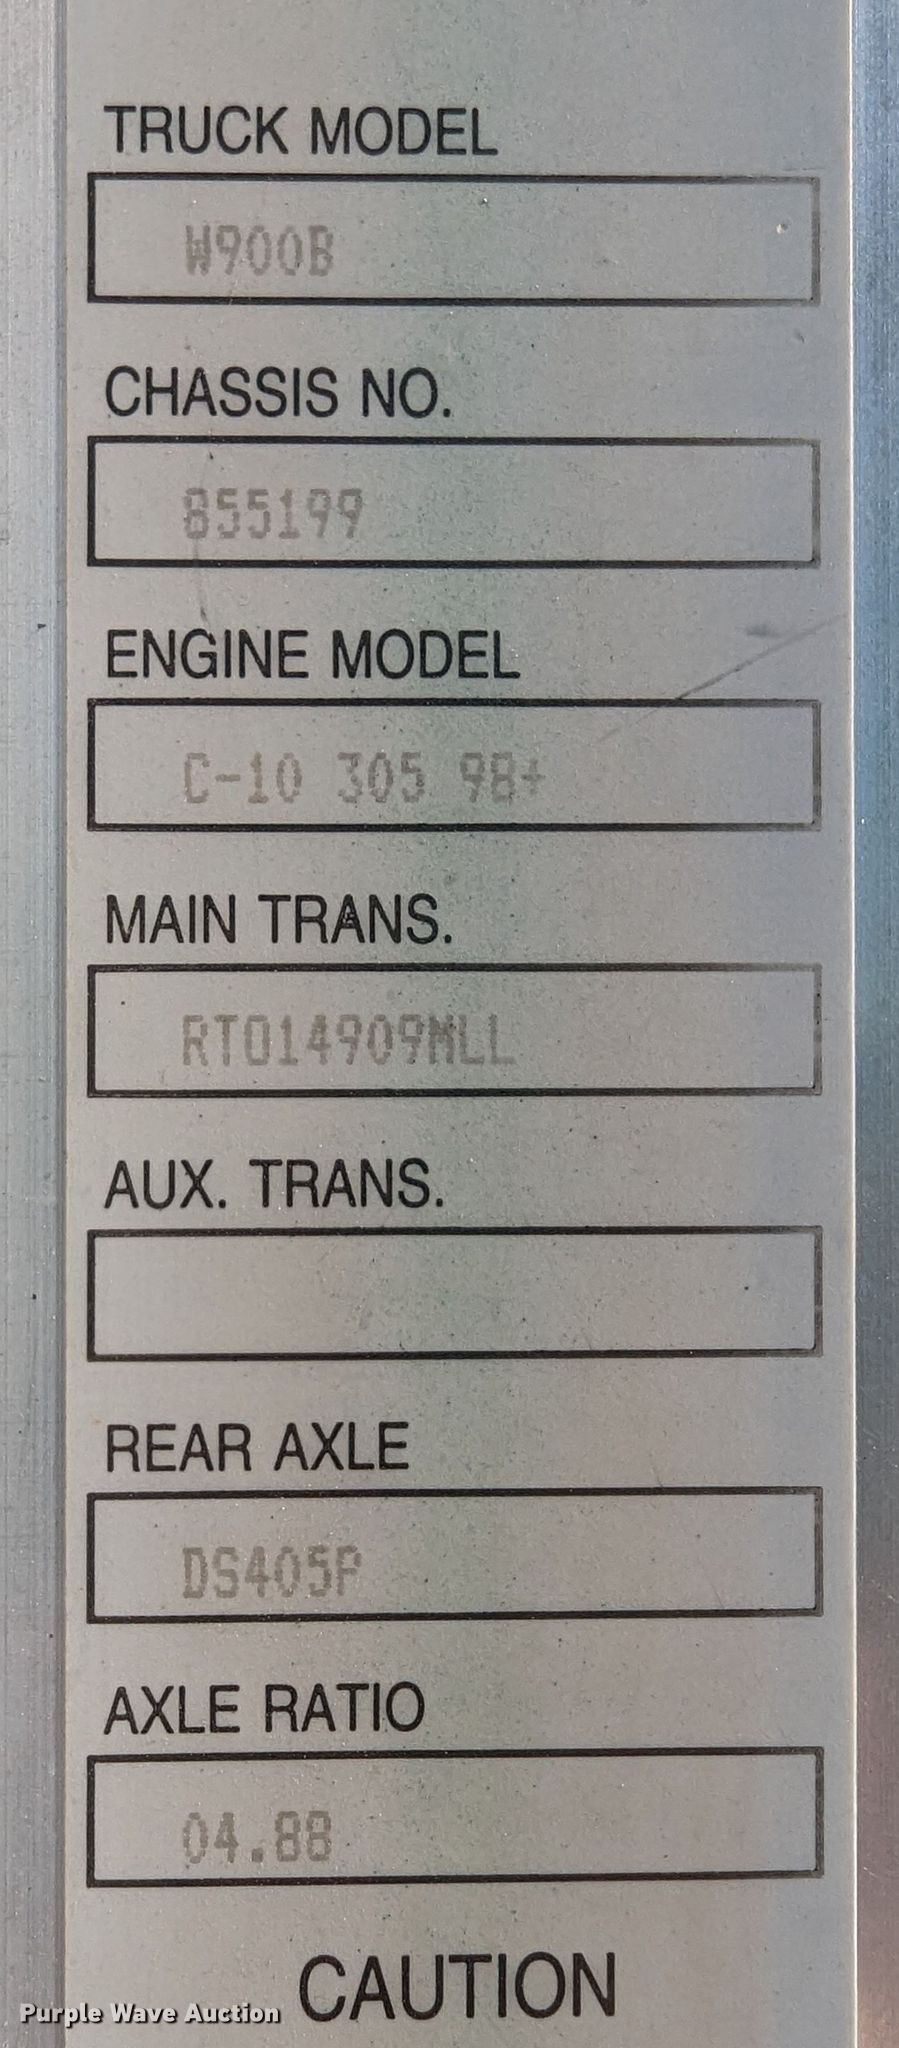 TRUCK MODEL
W900B
CHASSIS NO.
855199
ENGINE MODEL
C-10 305 98+
MAIN TRANS.
RTO14909MLL
AUX. TRANS.
REAR AXLE
DS405P
AXLE RATIO
04.88
CAUTION
Purple Wave Auction